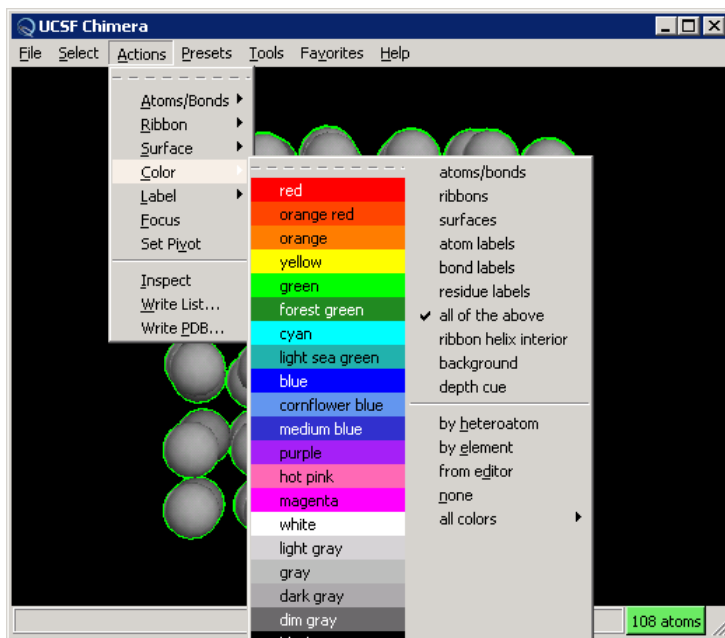 UCSF Chimera
File Select Actions Presets Tools Favorites Help
Atoms/Bonds
Ribbon
Surface
Color
Label
Focus
Set Pivot
Inspect
Write List...
Write PDB...
red
orange red
orange
yellow
green
forest green
cyan
light sea green
blue
cornflower blue
medium blue
purple
hot pink
magenta
white
light gray
gray
dark gray
dim gray
atoms/bonds
ribbons
surfaces
atom labels
bond labels
residue labels
all of the above
ribbon helix interior
background
depth cue
by heteroatom
by element
from editor
none
all colors
108 atoms